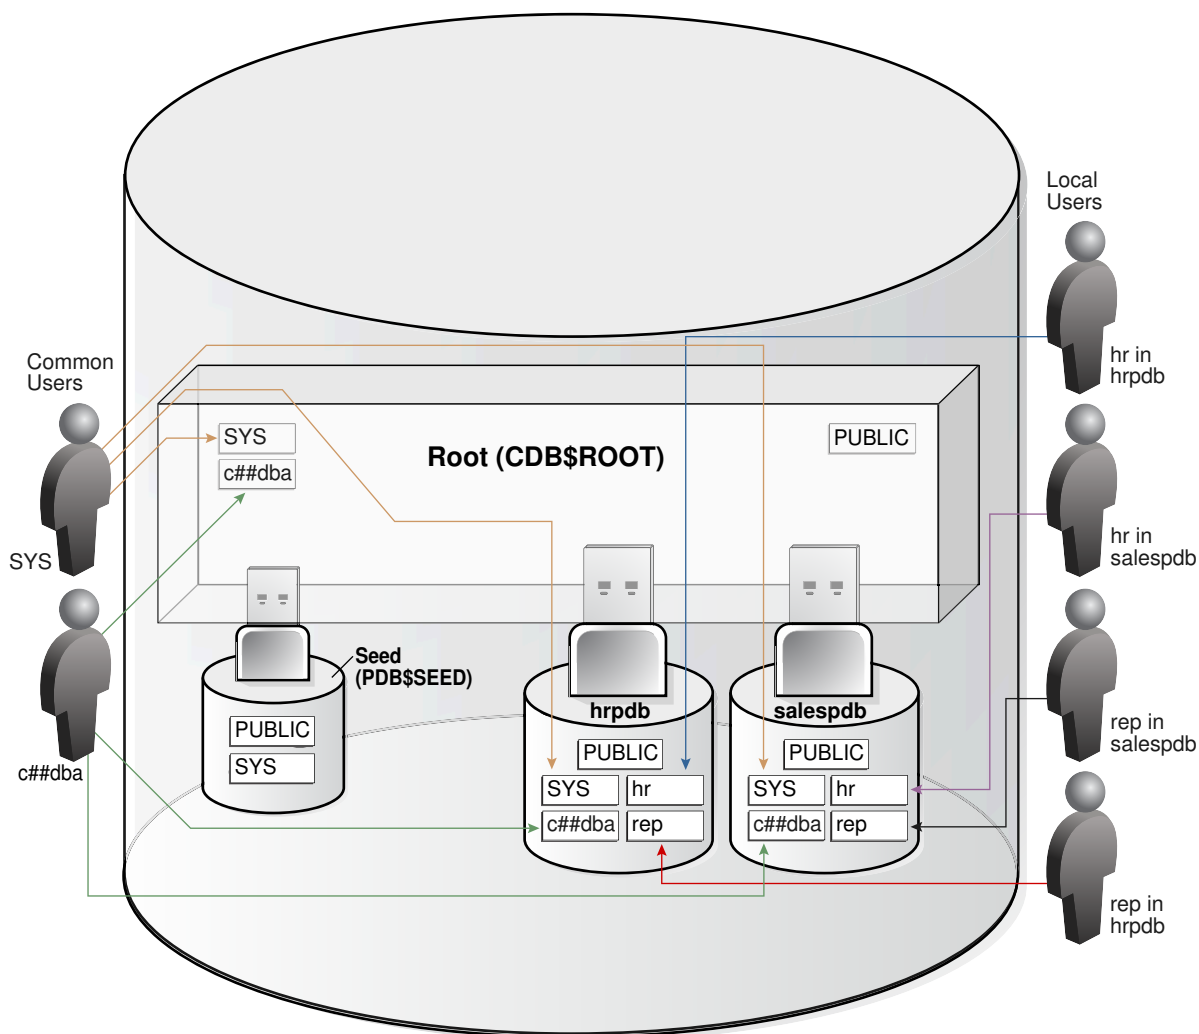 Local
Users
hr in
hrpdb
Common
Users
SYS
PUBLIC
Root (CDB$ROOT)
c##dba
SYS
hr in
salespdb
Seed
(PDB$SEED)
hrpdb
salespdb
PUBLIC
SYS
PUBLIC
SYS
hr
c##dba
rep
PUBLIC
SYS
hr
c##dba
rep
c##dba
rep in
salespdb
rep in
hrpdb